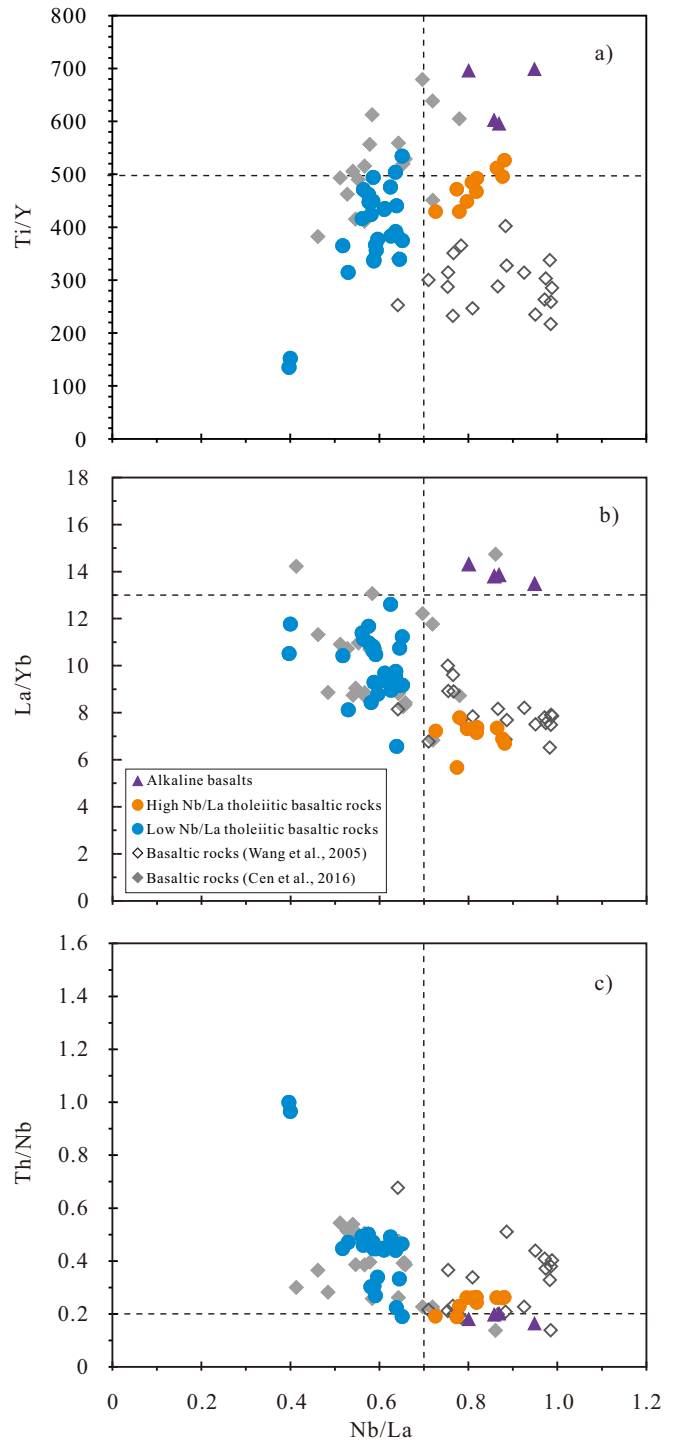 800
700
600
500
400
300
200
100
0
Ti/Y
a)
18
16
14
12
10
8
6
4
2
0
La/Yb
b)
Alkaline basalts
High Nb/La tholeiitic basaltic rocks
Low Nb/La tholeiitic basaltic rocks
Basaltic rocks (Wang et al., 2005)
Basaltic rocks (Cen et al., 2016)
1.6
1.4
1.2
1.0
0.8
0.6
0.4
0.2
0
Th/Nb
c)
0 0.2 0.4 0.6 0.8 1.0 1.2
Nb/La